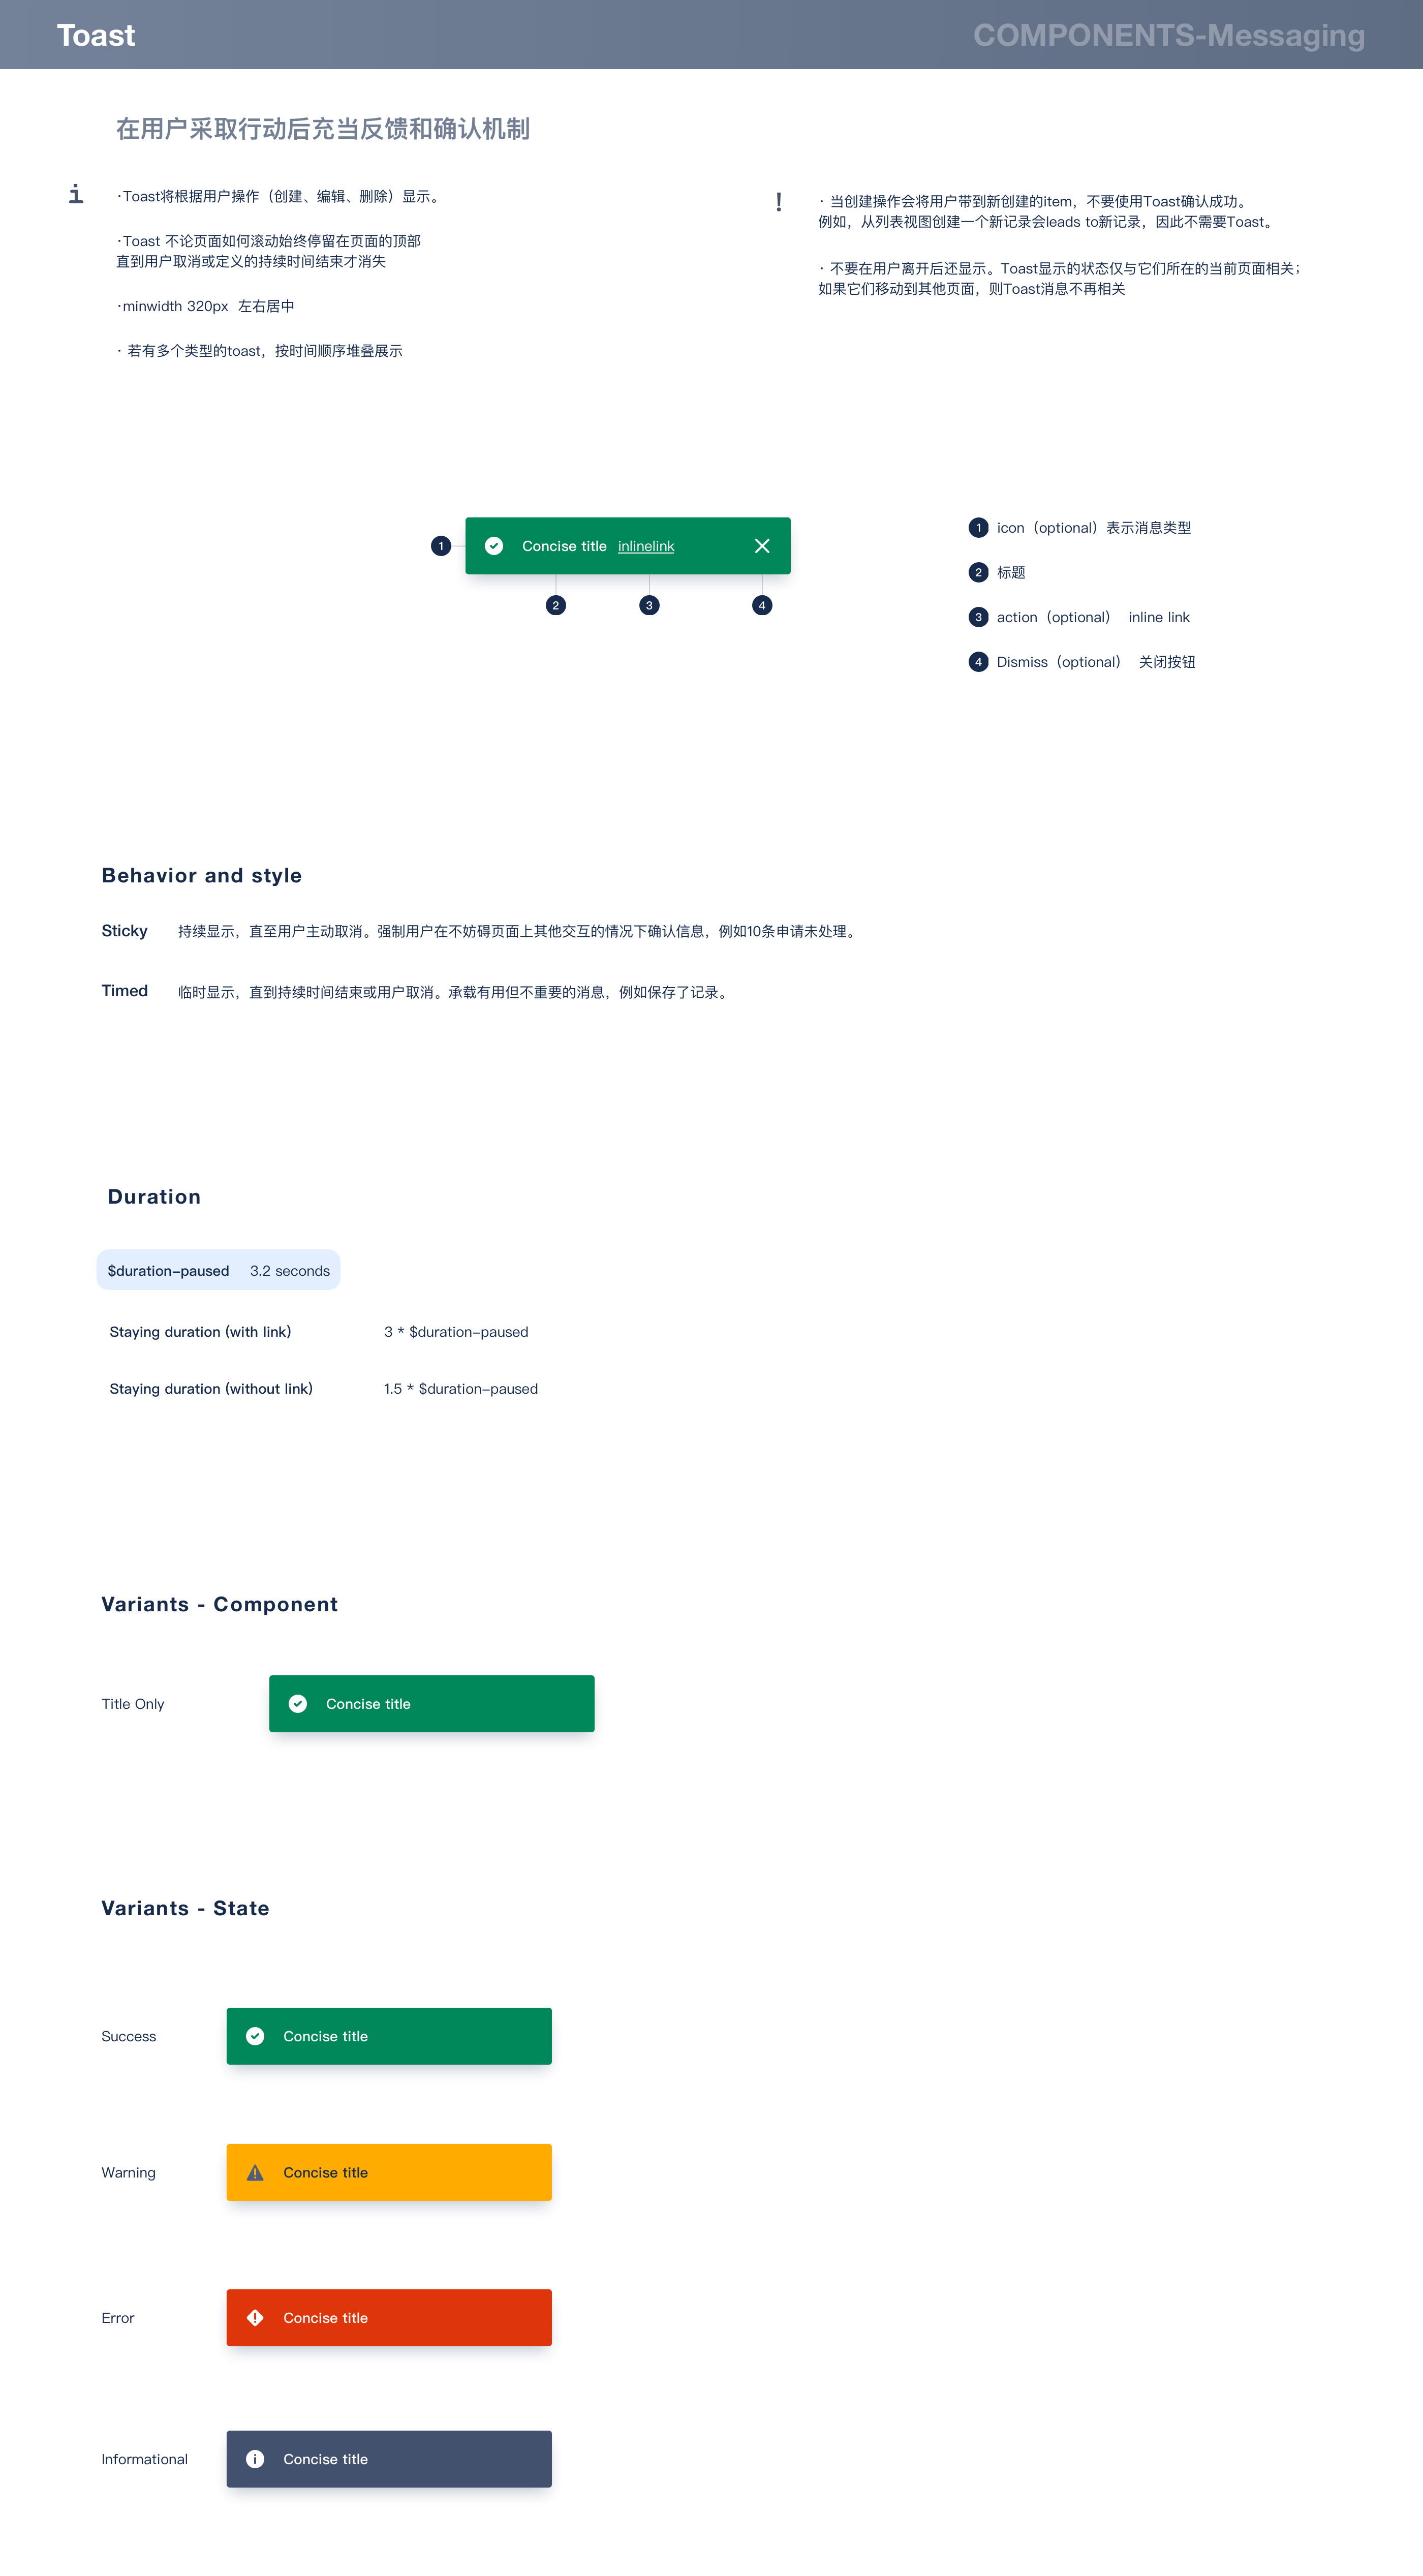 Toast
COMPONENTS-Messaging
在用户采取行动后充当反馈和确认机制
i
·Toast将根据用户操作（创建、编辑、删除）显示。
·Toast 不论页面如何滚动始终停留在页面的顶部
直到用户取消或定义的持续时间结束才消失
·minwidth 320px 左右居中
· 若有多个类型的toast，按时间顺序堆叠展示
!
· 当创建操作会将用户带到新创建的item，不要使用Toast确认成功。
例如，从列表视图创建一个新记录会leads to新记录，因此不需要Toast。
· 不要在用户离开后还显示。Toast显示的状态仅与它们所在的当前页面相关；
如果它们移动到其他页面，则Toast消息不再相关
1
Concise title inlinelink
2 3 4
1 icon（optional）表示消息类型
2 标题
3 action（optional） inline link
4 Dismiss（optional） 关闭按钮
Behavior and style
Sticky 持续显示，直至用户主动取消。强制用户在不妨碍页面上其他交互的情况下确认信息，例如10条申请未处理。
Timed 临时显示，直到持续时间结束或用户取消。承载有用但不重要的消息，例如保存了记录。
Duration
$duration-paused 3.2 seconds
Staying duration (with link) 3 * $duration-paused
Staying duration (without link) 1.5 * $duration-paused
Variants - Component
Title Only Concise title
Variants - State
Success Concise title
Warning Concise title
Error Concise title
Informational Concise title